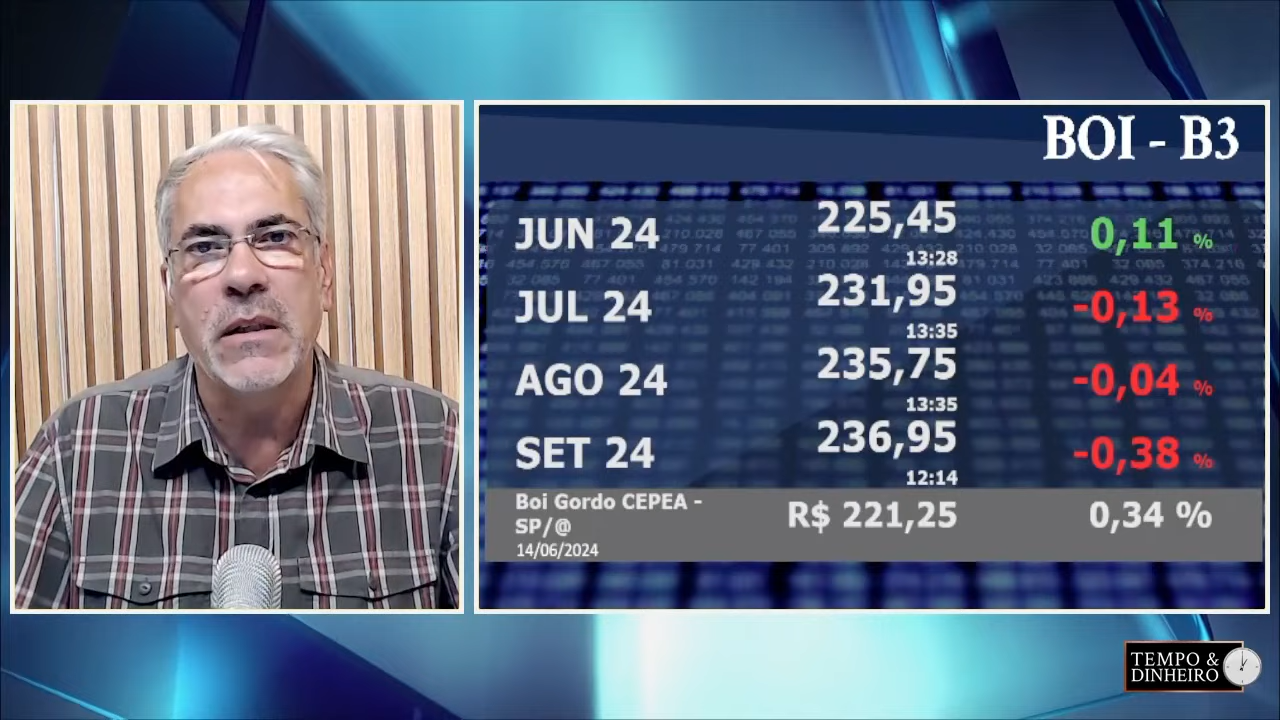 BOI - B3
JUN 24 225,45 0,11 %
13:28
JUL 24 231,95 -0,13 %
13:35
AGO 24 235,75 -0,04 %
13:35
SET 24 236,95 -0,38 %
12:14
Boi Gordo CEPEA -
SP/@ R$ 221,25 0,34 %
14/06/2024
TEMPO &
DINHEIRO